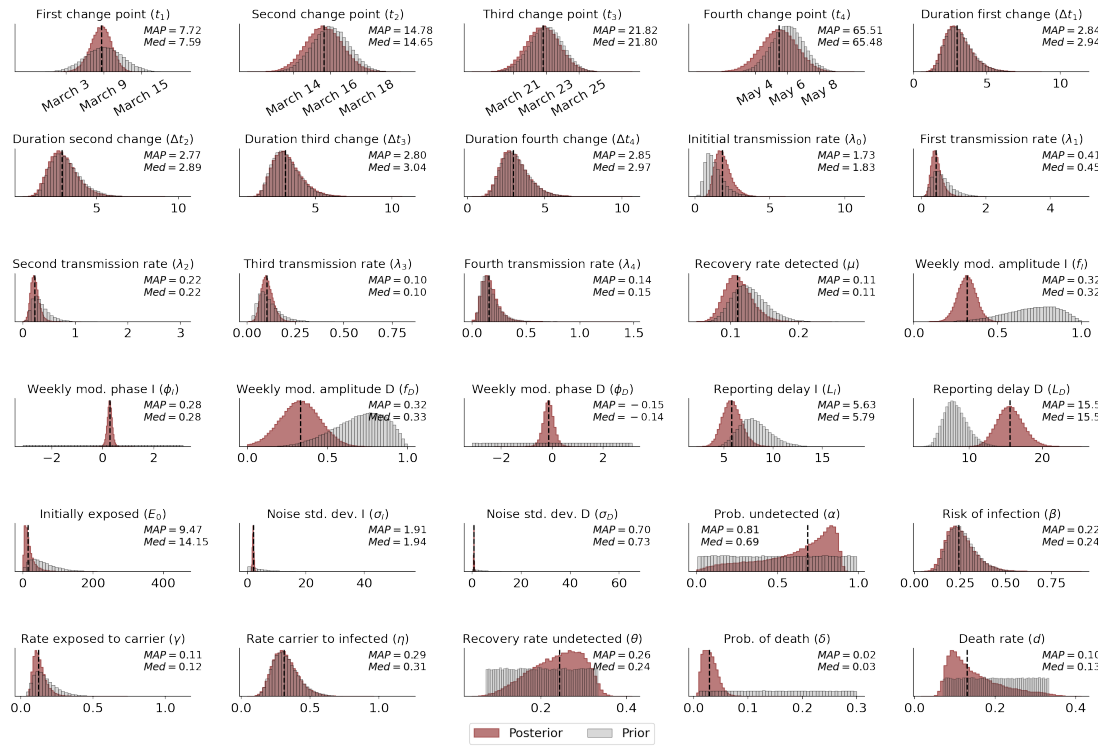 First change point (t₁)
MAP = 7.72
Med = 7.59
March 3
March 9
March 15
Second change point (t₂)
MAP = 14.78
Med = 14.65
March 14
March 16
March 18
Third change point (t₃)
MAP = 21.82
Med = 21.80
March 21
March 23
March 25
Fourth change point (t₄)
MAP = 65.51
Med = 65.48
May 4
May 6
May 8
Duration first change (Δt₁)
MAP = 2.84
Med = 2.94
5 10
Duration second change (Δt₂)
MAP = 2.77
Med = 2.89
5 10
Duration third change (Δt₃)
MAP = 2.80
Med = 3.04
5 10
Duration fourth change (Δt₄)
MAP = 2.85
Med = 2.97
0 5 10
Inititial transmission rate (λ₀)
MAP = 1.73
Med = 1.83
0 5 10
First transmission rate (λ₁)
MAP = 0.41
Med = 0.45
0 2 4
Second transmission rate (λ₂)
MAP = 0.22
Med = 0.22
0 1 2 3
Third transmission rate (λ₃)
MAP = 0.10
Med = 0.10
0.00 0.25 0.50 0.75
Fourth transmission rate (λ₄)
MAP = 0.14
Med = 0.15
0.0 0.5 1.0 1.5
Recovery rate detected (μ)
MAP = 0.11
Med = 0.11
0.1 0.2
Weekly mod. amplitude I (f_I)
MAP = 0.32
Med = 0.32
0.0 0.5 1.0
Weekly mod. phase I (ϕ_I)
MAP = 0.28
Med = 0.28
−2 0 2
Weekly mod. amplitude D (f_D)
MAP = 0.32
Med = 0.33
0.0 0.5 1.0
Weekly mod. phase D (ϕ_D)
MAP = −0.15
Med = −0.14
−2 0 2
Reporting delay I (L_I)
MAP = 5.63
Med = 5.79
5 10 15
Reporting delay D (L_D)
MAP = 15.5
Med = 15.5
10 20
Initially exposed (E₀)
MAP = 9.47
Med = 14.15
0 200 400
Noise std. dev. I (σ_I)
MAP = 1.91
Med = 1.94
0 20 40
Noise std. dev. D (σ_D)
MAP = 0.70
Med = 0.73
0 20 40 60
Prob. undetected (α)
MAP = 0.81
Med = 0.69
0.0 0.5 1.0
Risk of infection (β)
MAP = 0.22
Med = 0.24
0.00 0.25 0.50 0.75
Rate exposed to carrier (γ)
MAP = 0.11
Med = 0.12
0.0 0.5 1.0
Rate carrier to infected (η)
MAP = 0.29
Med = 0.31
0.0 0.5 1.0
Recovery rate undetected (θ)
MAP = 0.26
Med = 0.24
0.2 0.4
Prob. of death (δ)
MAP = 0.02
Med = 0.03
0.0 0.1 0.2 0.3
Death rate (d)
MAP = 0.10
Med = 0.13
0.0 0.2 0.4
Posterior Prior